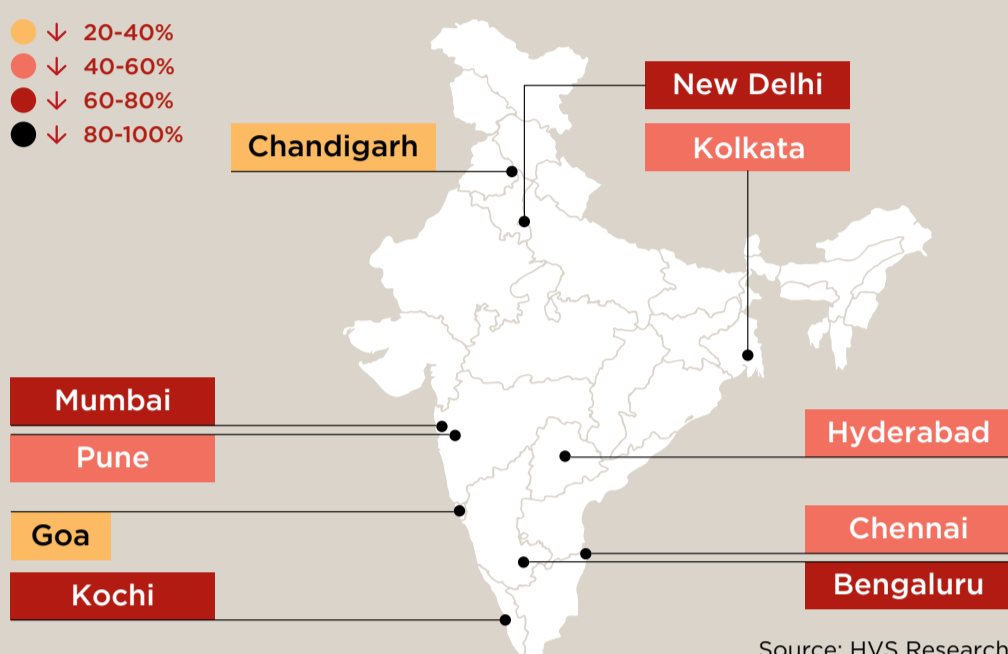 ↓ 20-40%
↓ 40-60%
↓ 60-80%
↓ 80-100%
New Delhi
Chandigarh
Kolkata
Mumbai
Pune
Hyderabad
Goa
Chennai
Kochi
Bengaluru
Source: HVS Research